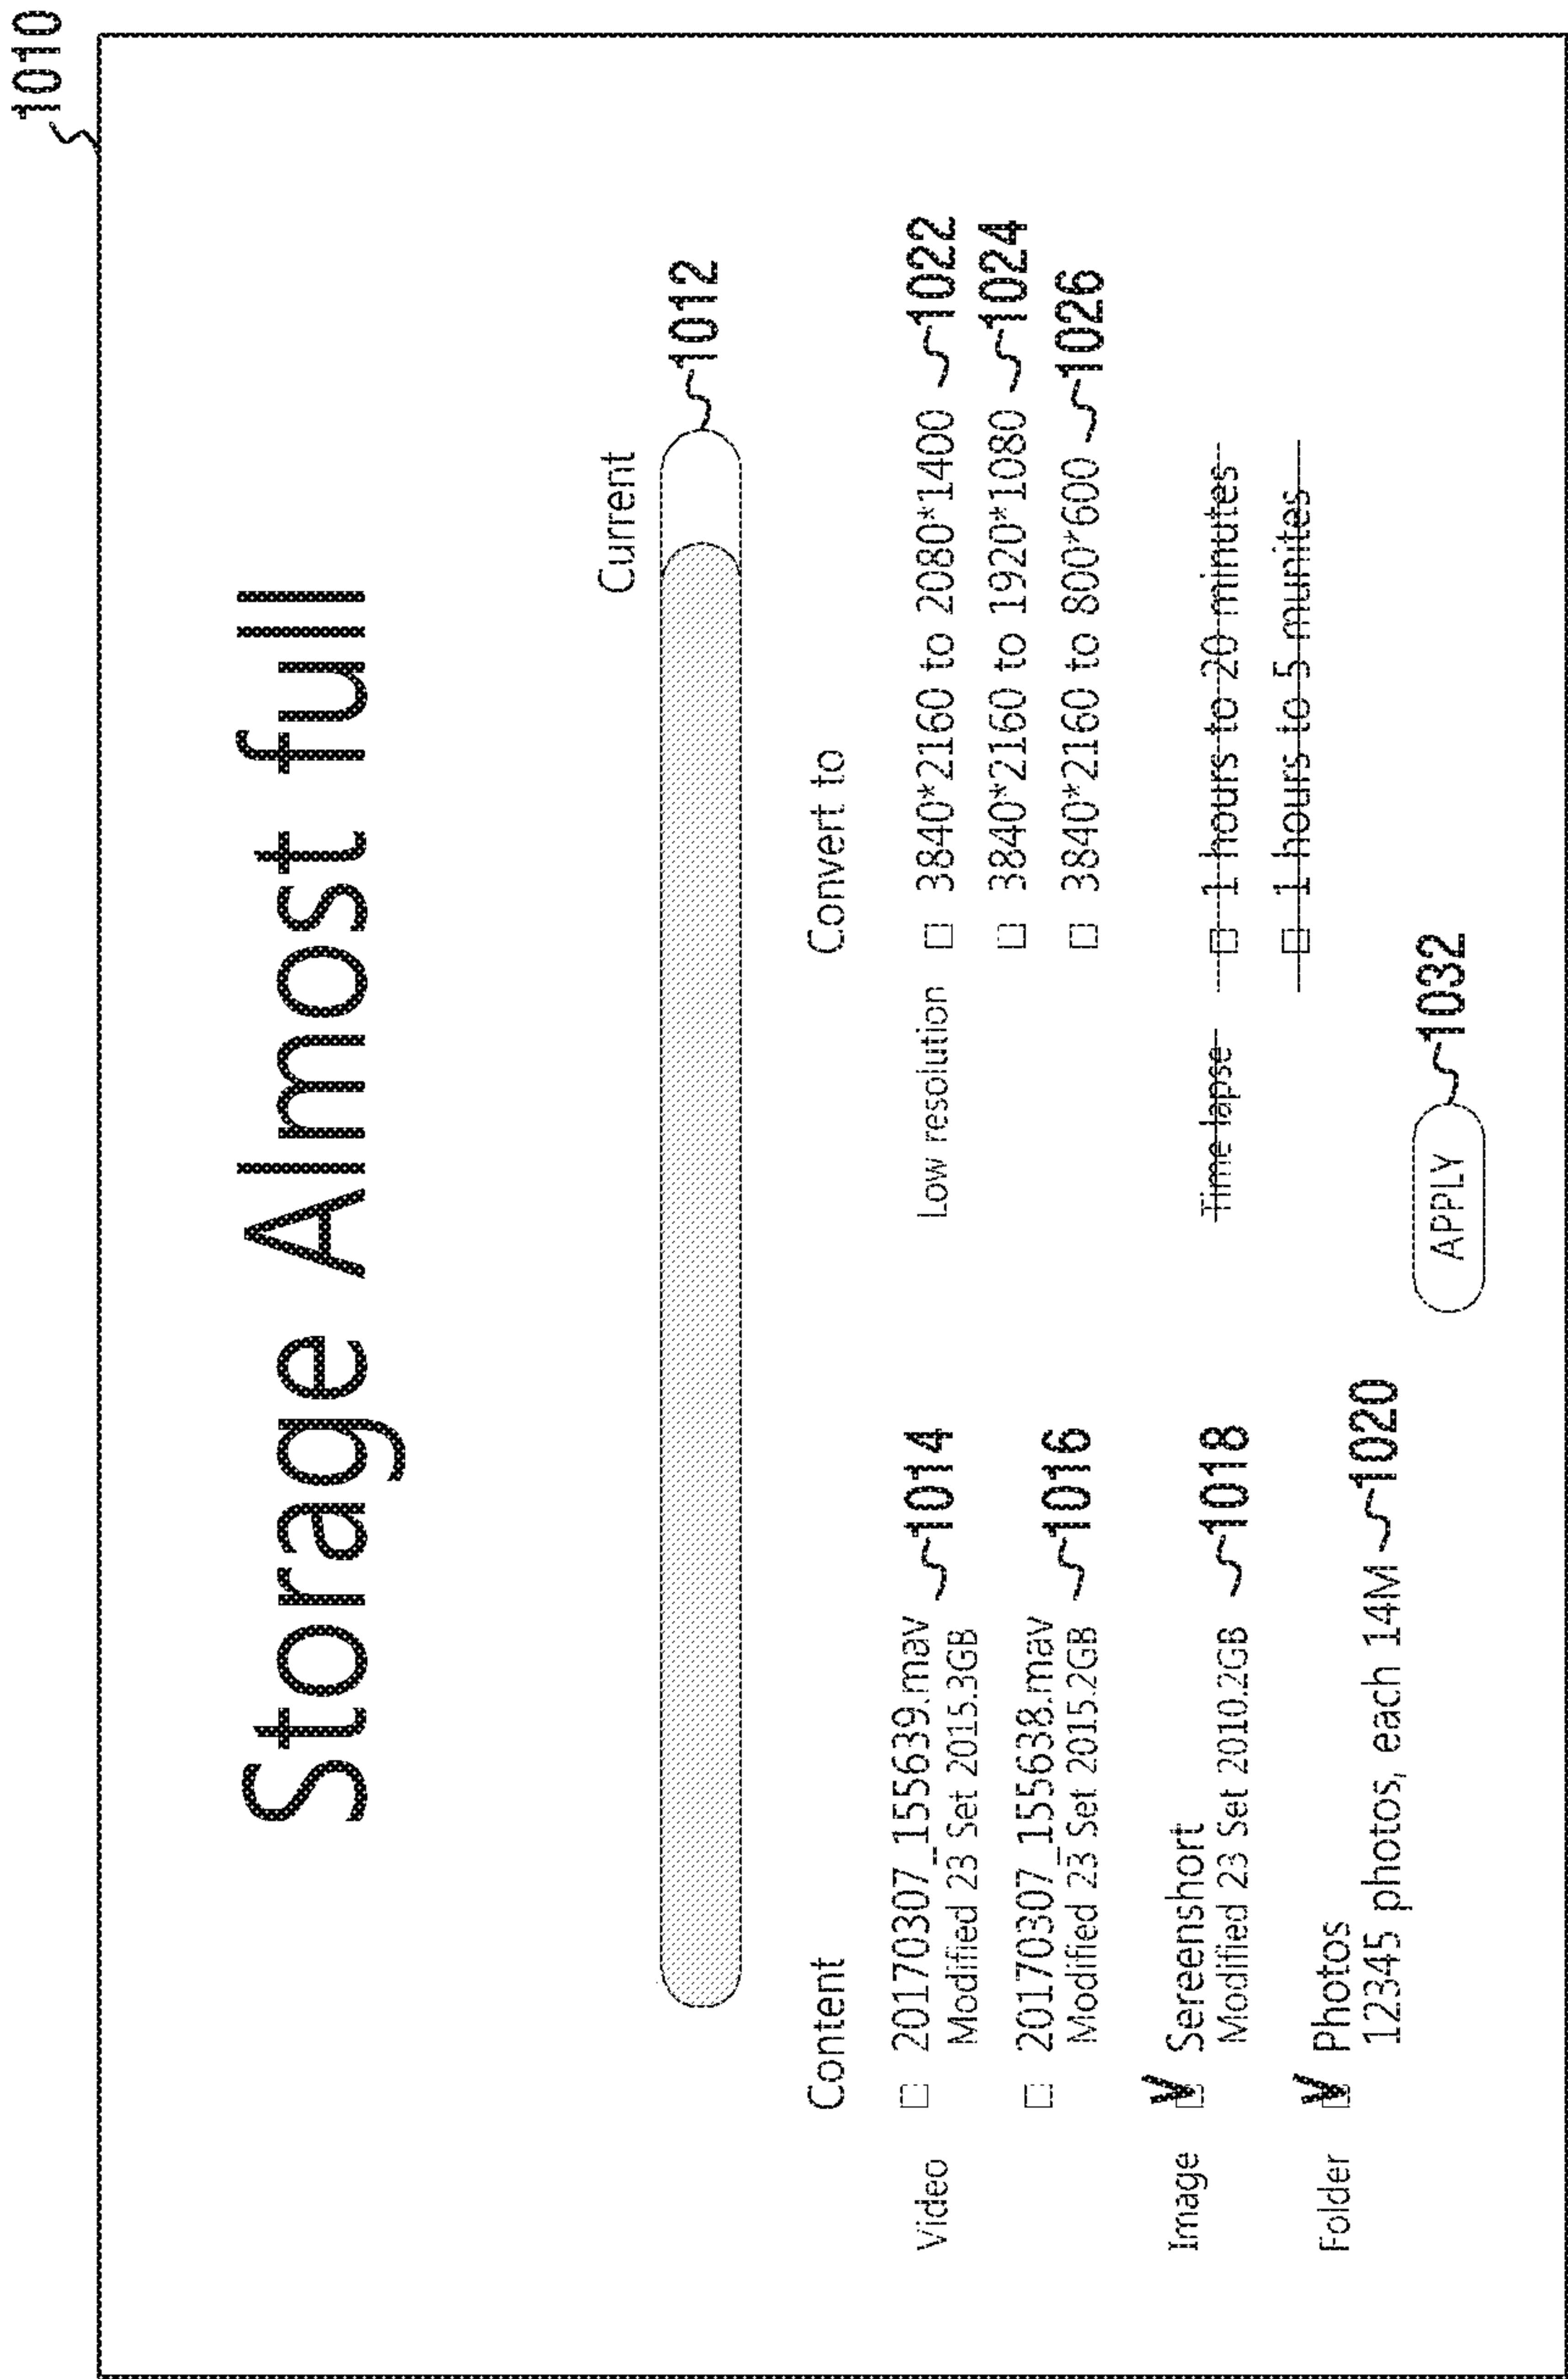 1010
Storage Almost full
Current
1012
Content
Video
20170307_155639.mav 1014
Modified 23 Set 2015.3GB
20170307_155638.mav
Modified 23 Set 2015.2GB 1016
Image
Sereenshort
Modified 23 Set 2010.2GB 1018
Folder
Photos
12345 photos, each 14M 1020
Convert to
Low resolution
3840*2160 to 2080*1400 1022
3840*2160 to 1920*1080 1024
3840*2160 to 800*600 1026
Time lapse
1 hours to 20 minutes
1 hours to 5 munites
APPLY 1032